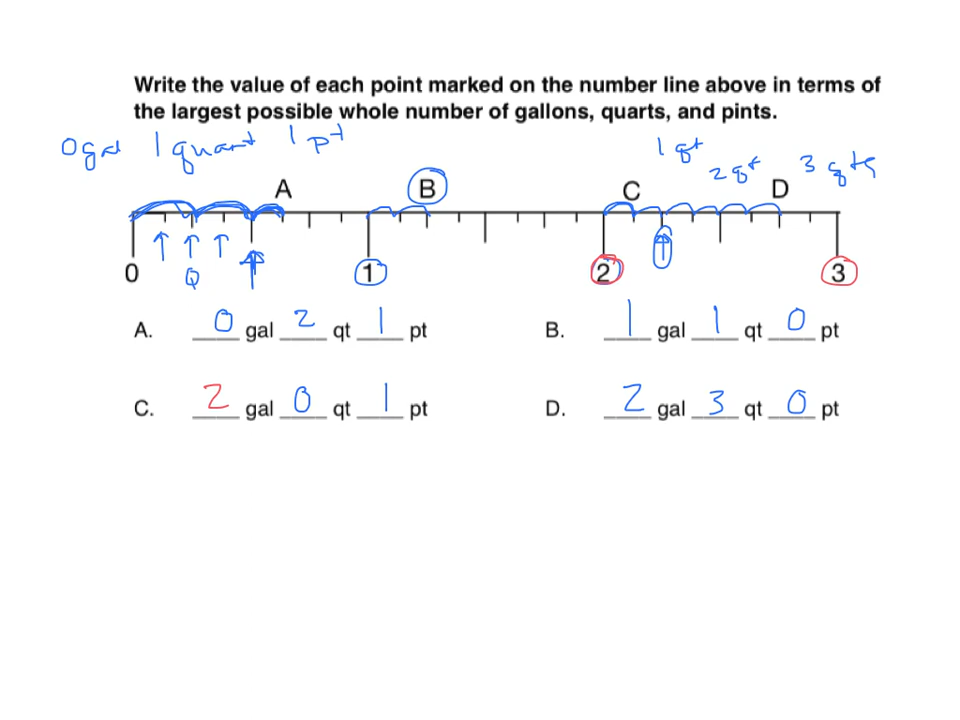 Write the value of each point marked on the number line above in terms of
the largest possible whole number of gallons, quarts, and pints.
0 gal 1 quart 1 pt 1 qt 2 qt 3 qts
A B C D
Q
0 1 2 3
A. 0 gal 2 qt 1 pt B. 1 gal 1 qt 0 pt
C. 2 gal 0 qt 1 pt D. 2 gal 3 qt 0 pt